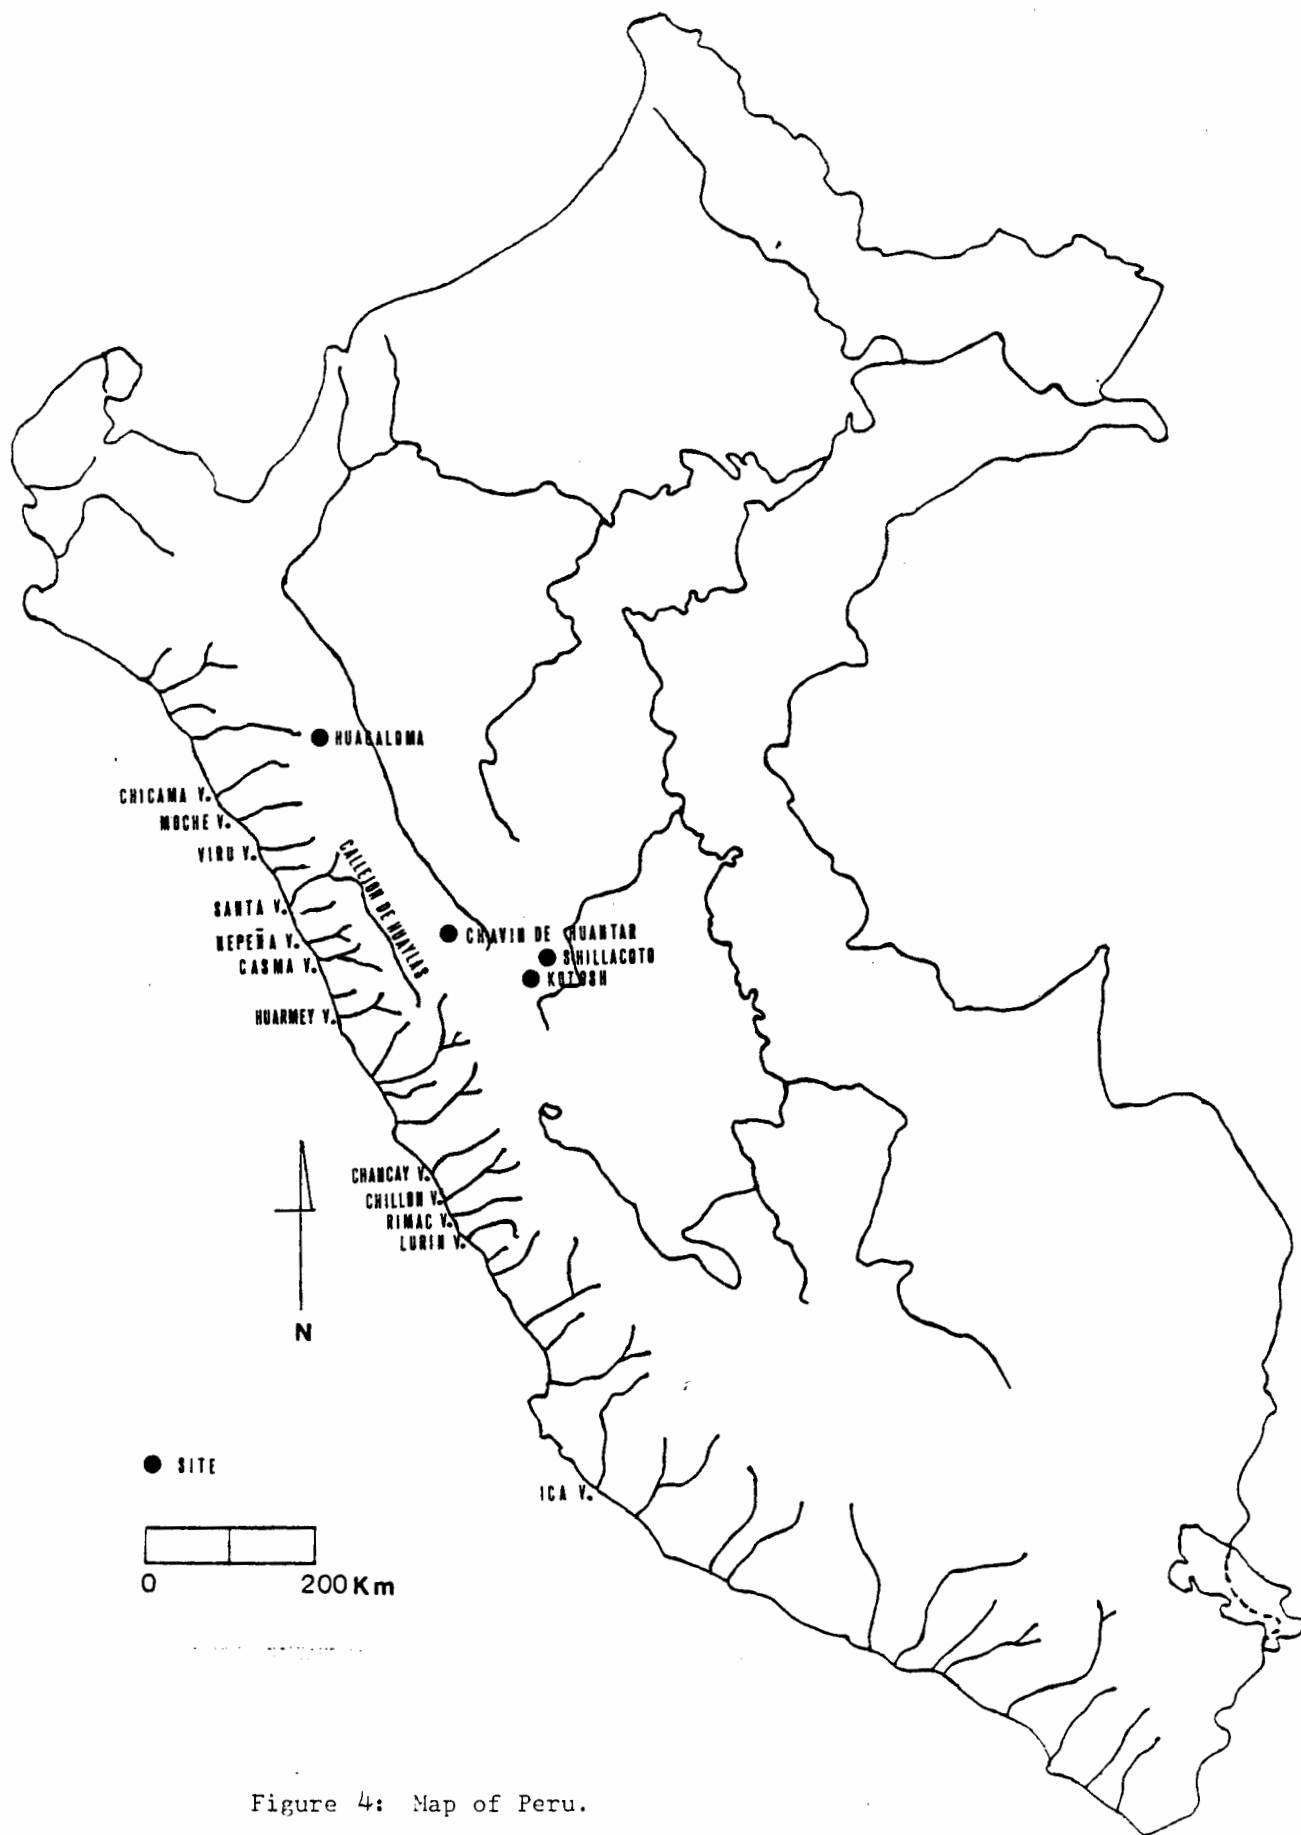 HUACALOMA
CHICAMA V.
MOCHE V.
VIRU V.
CALLEJON DE HUAYLAS
SANTA V.
CHAVIN DE HUANTAR
NEPEÑA V.
SHILLACOTO
CASMA V.
KOTOSH
HUARMEY V.
CHANCAY V.
CHILLON V.
RIMAC V.
LURIN V.
N
SITE
ICA V.
0 200 Km
Figure 4: Map of Peru.